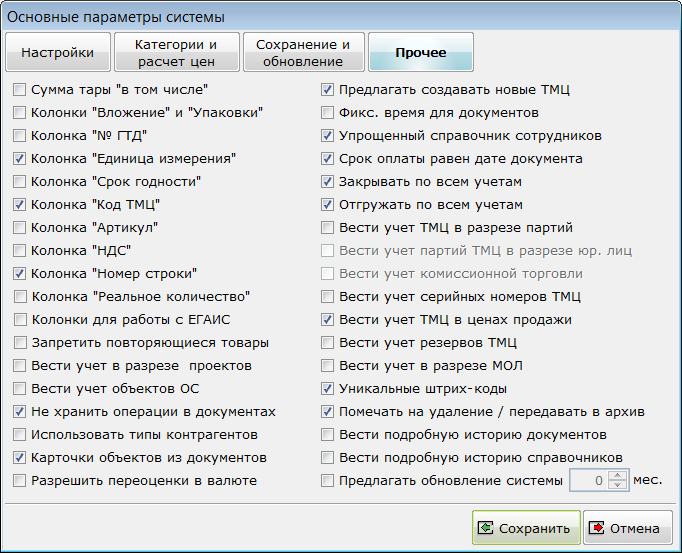 Основные параметры системы
Настройки
Категории и
расчет цен
Сохранение и
обновление
Прочее
Сумма тары "в том числе"
Колонки "Вложение" и "Упаковки"
Колонка "№ ГТД"
Колонка "Единица измерения"
Колонка "Срок годности"
Колонка "Код ТМЦ"
Колонка "Артикул"
Колонка "НДС"
Колонка "Номер строки"
Колонка "Реальное количество"
Колонки для работы с ЕГАИС
Запретить повторяющиеся товары
Вести учет в разрезе проектов
Вести учет объектов ОС
Не хранить операции в документах
Использовать типы контрагентов
Карточки объектов из документов
Разрешить переоценки в валюте
Предлагать создавать новые ТМЦ
Фикс. время для документов
Упрощенный справочник сотрудников
Срок оплаты равен дате документа
Закрывать по всем учетам
Отгружать по всем учетам
Вести учет ТМЦ в разрезе партий
Вести учет партий ТМЦ в разрезе юр. лиц
Вести учет комиссионной торговли
Вести учет серийных номеров ТМЦ
Вести учет ТМЦ в ценах продажи
Вести учет резервов ТМЦ
Вести учет в разрезе МОЛ
Уникальные штрих-коды
Помечать на удаление / передавать в архив
Вести подробную историю документов
Вести подробную историю справочников
Предлагать обновление системы 0 мес.
Сохранить
Отмена